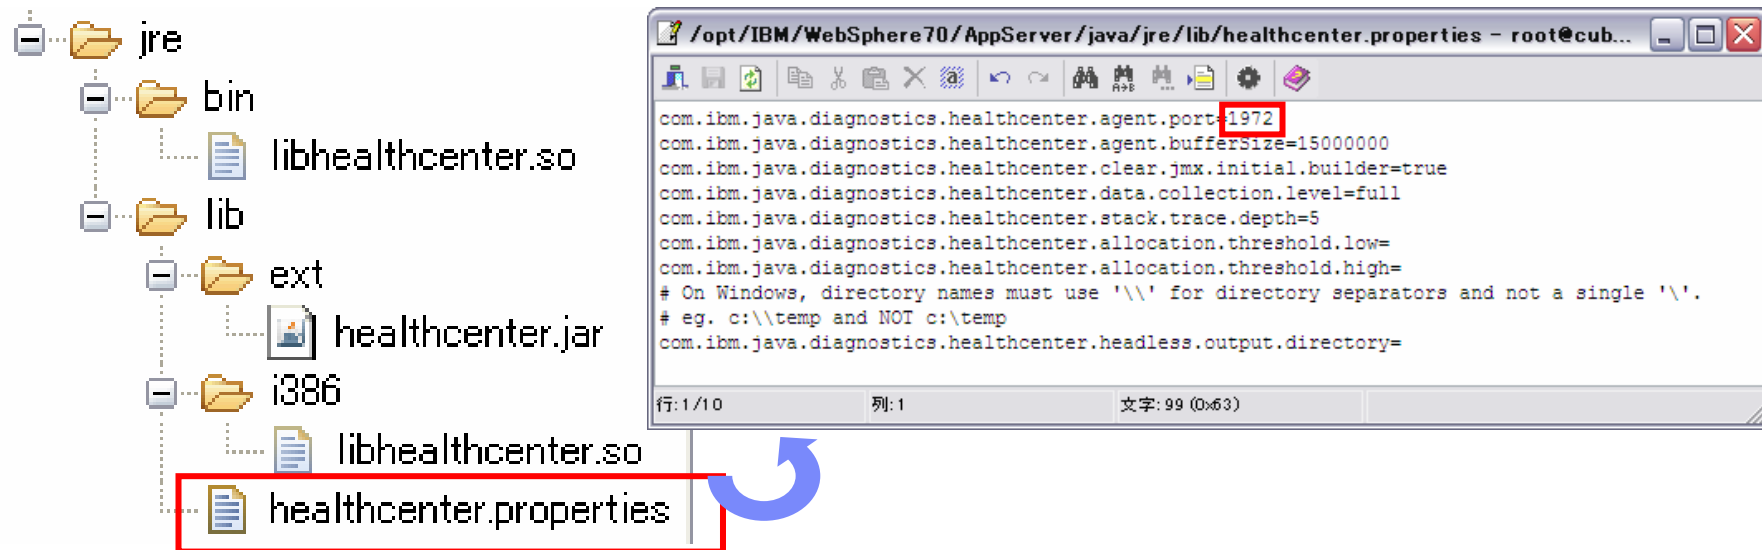 jre
bin
libhealthcenter.so
lib
ext
healthcenter.jar
i386
libhealthcenter.so
healthcenter.properties
/opt/IBM/WebSphere70/AppServer/java/jre/lib/healthcenter.properties - root@cub...
com.ibm.java.diagnostics.healthcenter.agent.port=1972
com.ibm.java.diagnostics.healthcenter.agent.bufferSize=15000000
com.ibm.java.diagnostics.healthcenter.clear.jmx.initial.builder=true
com.ibm.java.diagnostics.healthcenter.data.collection.level=full
com.ibm.java.diagnostics.healthcenter.stack.trace.depth=5
com.ibm.java.diagnostics.healthcenter.allocation.threshold.low=
com.ibm.java.diagnostics.healthcenter.allocation.threshold.high=
# On Windows, directory names must use '\\' for directory separators and not a single '\'.
# eg. c:\\temp and NOT c:\temp
com.ibm.java.diagnostics.healthcenter.headless.output.directory=
行: 1/10 列: 1 文字: 99 (0x63)